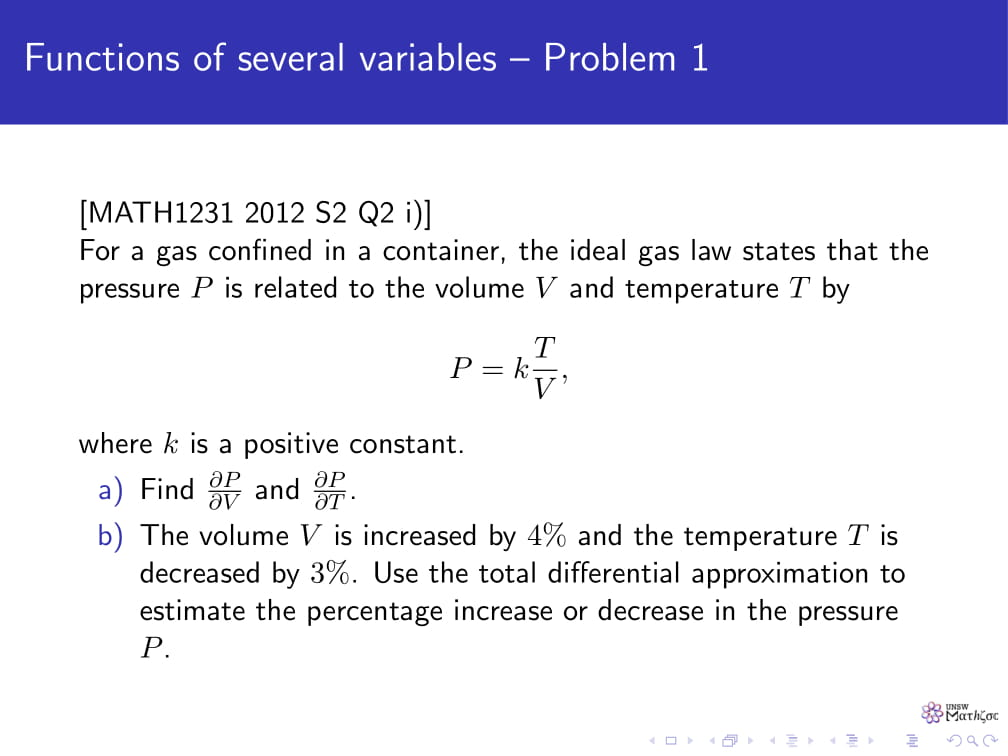 Functions of several variables – Problem 1
[MATH1231 2012 S2 Q2 i)]
For a gas confined in a container, the ideal gas law states that the
pressure P is related to the volume V and temperature T by
P = k T/V,
where k is a positive constant.
a) Find ∂P/∂V and ∂P/∂T.
b) The volume V is increased by 4% and the temperature T is
decreased by 3%. Use the total differential approximation to
estimate the percentage increase or decrease in the pressure
P.
UNSW
Mατhζσc